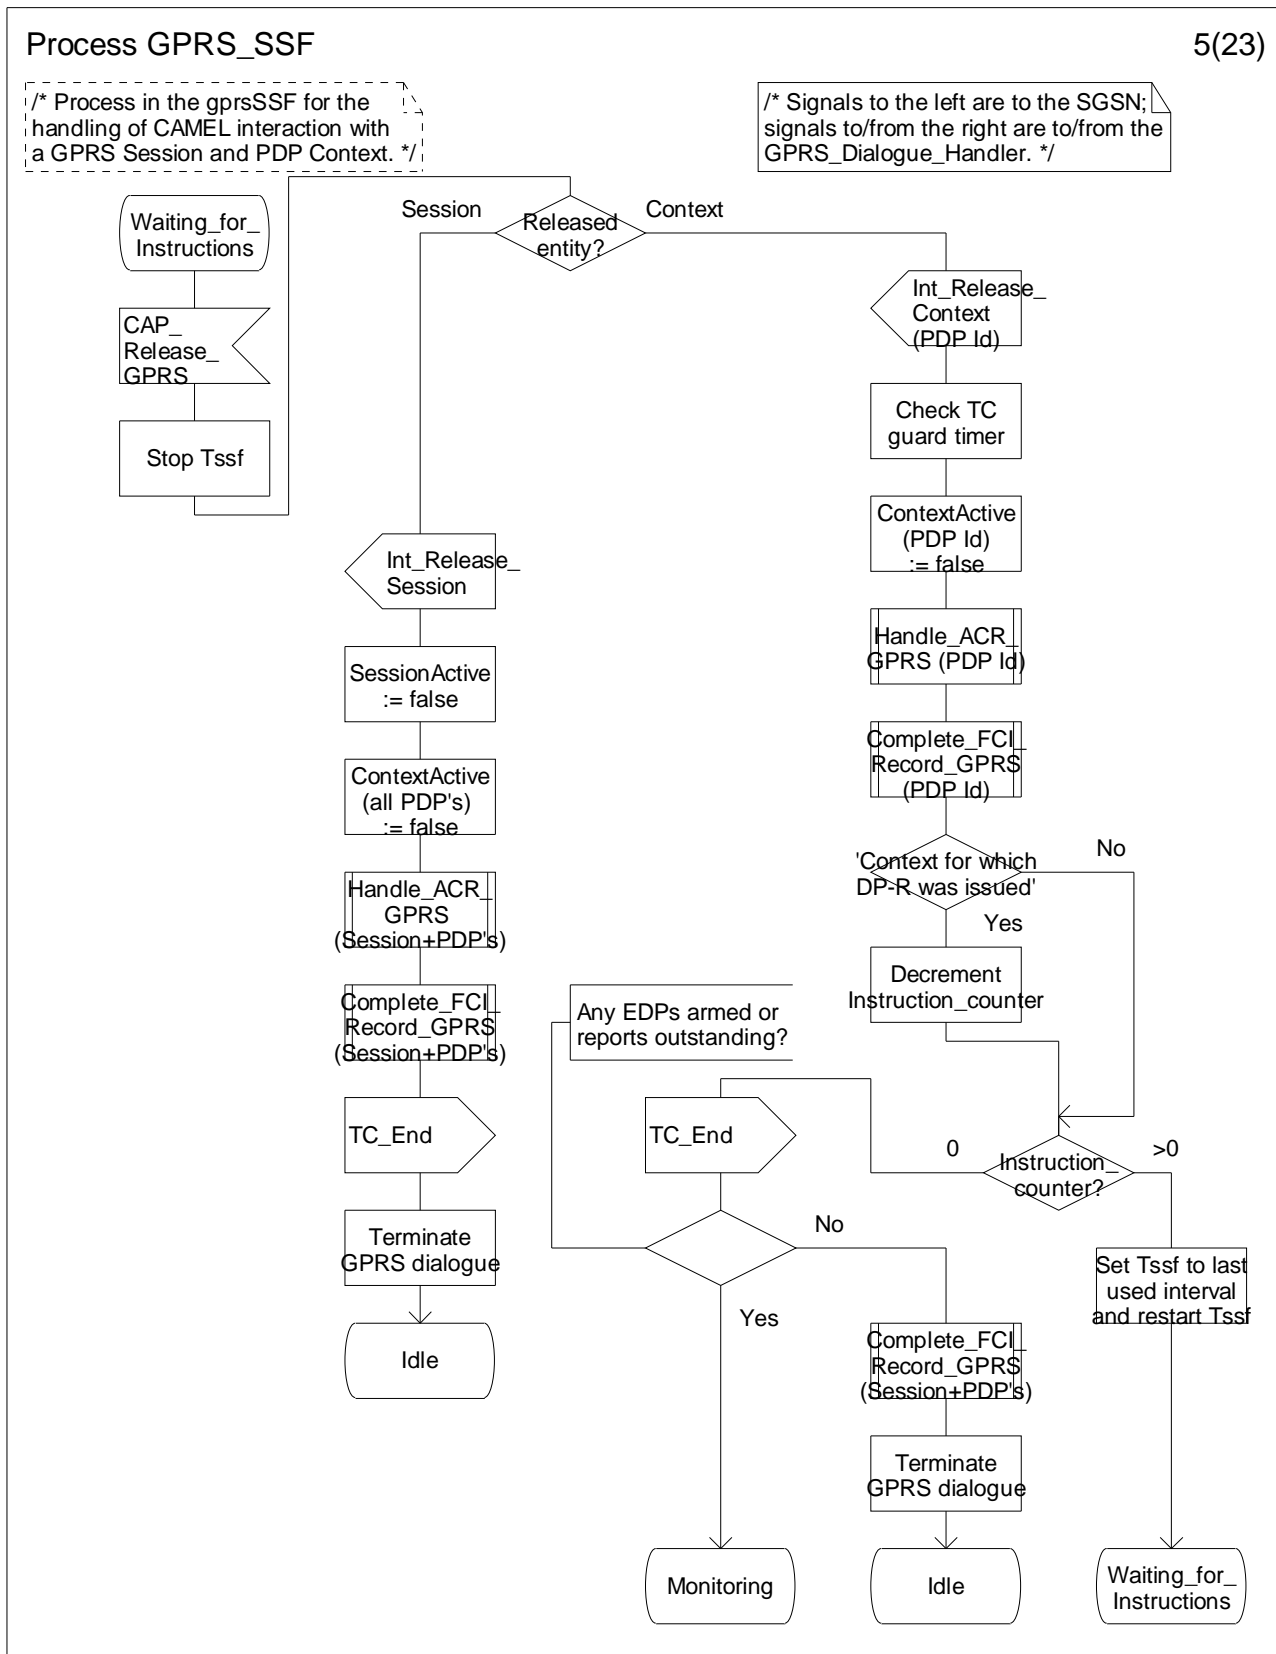 Process GPRS_SSF
5(23)
/* Process in the gprsSSF for the
handling of CAMEL interaction with
a GPRS Session and PDP Context. */
/* Signals to the left are to the SGSN;
signals to/from the right are to/from the
GPRS_Dialogue_Handler. */
Waiting_for_
Instructions
CAP_
Release_
GPRS
Stop Tssf
Session
Released
entity?
Context
Int_Release_
Session
SessionActive
:= false
ContextActive
(all PDP's)
:= false
Handle_ACR_
GPRS
(Session+PDP's)
Complete_FCI_
Record_GPRS
(Session+PDP's)
TC_End
Terminate
GPRS dialogue
Idle
Int_Release_
Context
(PDP Id)
Check TC
guard timer
ContextActive
(PDP Id)
:= false
Handle_ACR_
GPRS (PDP Id)
Complete_FCI_
Record_GPRS
(PDP Id)
'Context for which
DP-R was issued'
No
Yes
Decrement
Instruction_counter
Instruction_
counter?
0
>0
TC_End
Any EDPs armed or
reports outstanding?
No
Yes
Monitoring
Complete_FCI_
Record_GPRS
(Session+PDP's)
Terminate
GPRS dialogue
Idle
Set Tssf to last
used interval
and restart Tssf
Waiting_for_
Instructions